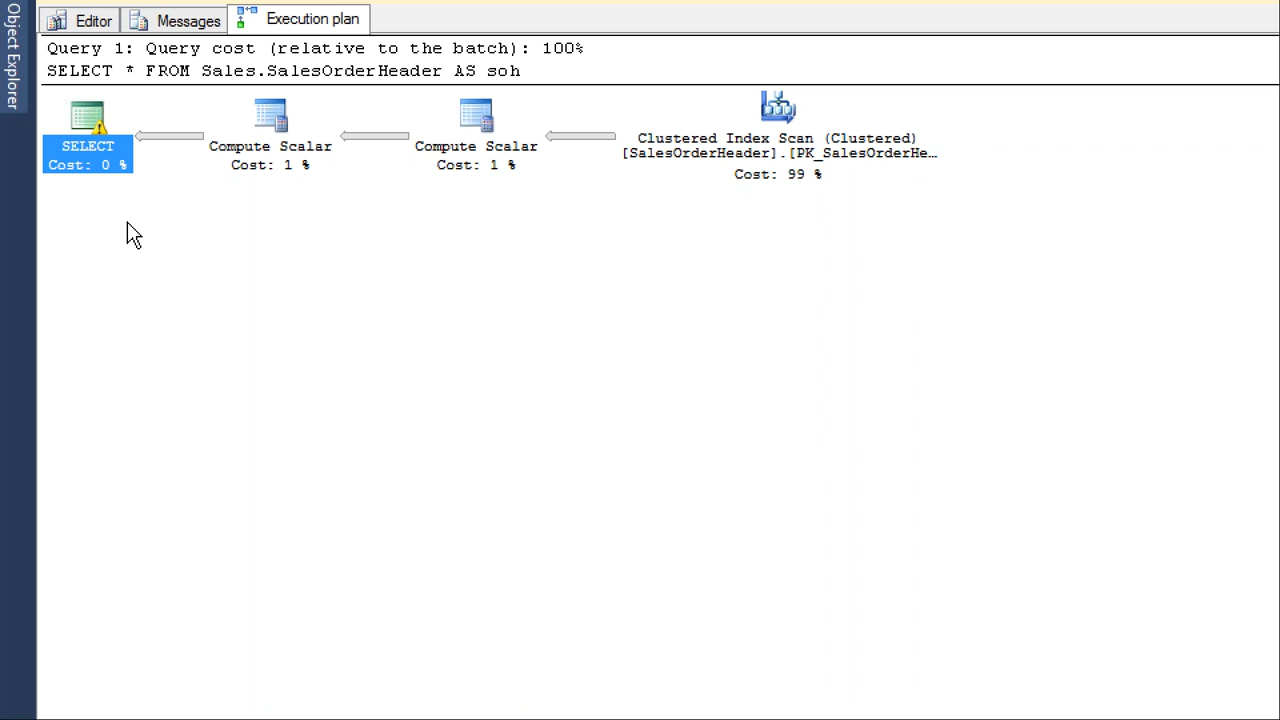 Object Explorer
Editor Messages Execution plan
Query 1: Query cost (relative to the batch): 100%
SELECT * FROM Sales.SalesOrderHeader AS soh
SELECT
Cost: 0 %
Compute Scalar
Cost: 1 %
Compute Scalar
Cost: 1 %
Clustered Index Scan (Clustered)
[SalesOrderHeader].[PK_SalesOrderHe…
Cost: 99 %